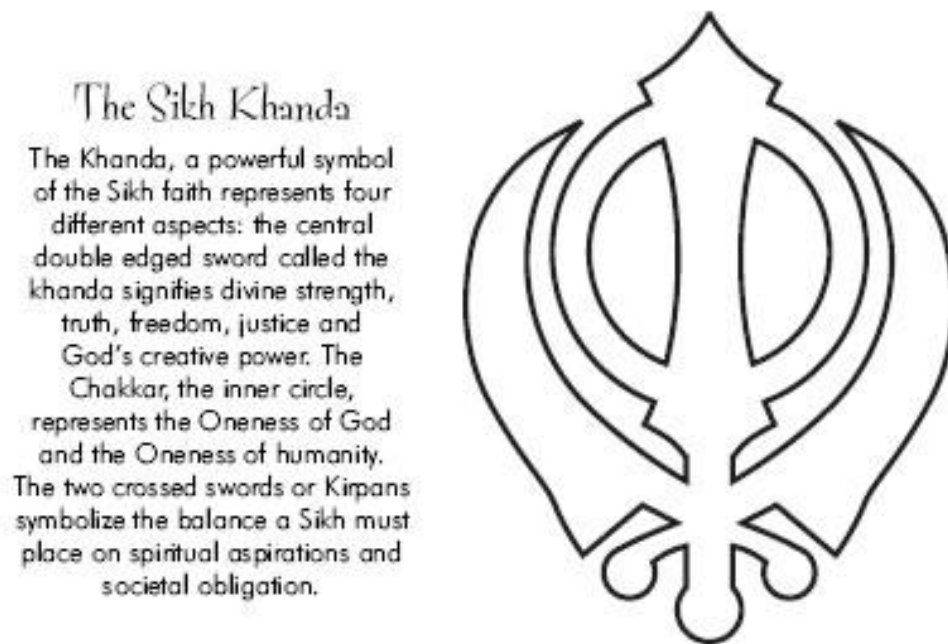 The Sikh Khanda
The Khanda, a powerful symbol
of the Sikh faith represents four
different aspects: the central
double edged sword called the
khanda signifies divine strength,
truth, freedom, justice and
God's creative power. The
Chakkar, the inner circle,
represents the Oneness of God
and the Oneness of humanity.
The two crossed swords or Kirpans
symbolize the balance a Sikh must
place on spiritual aspirations and
societal obligation.